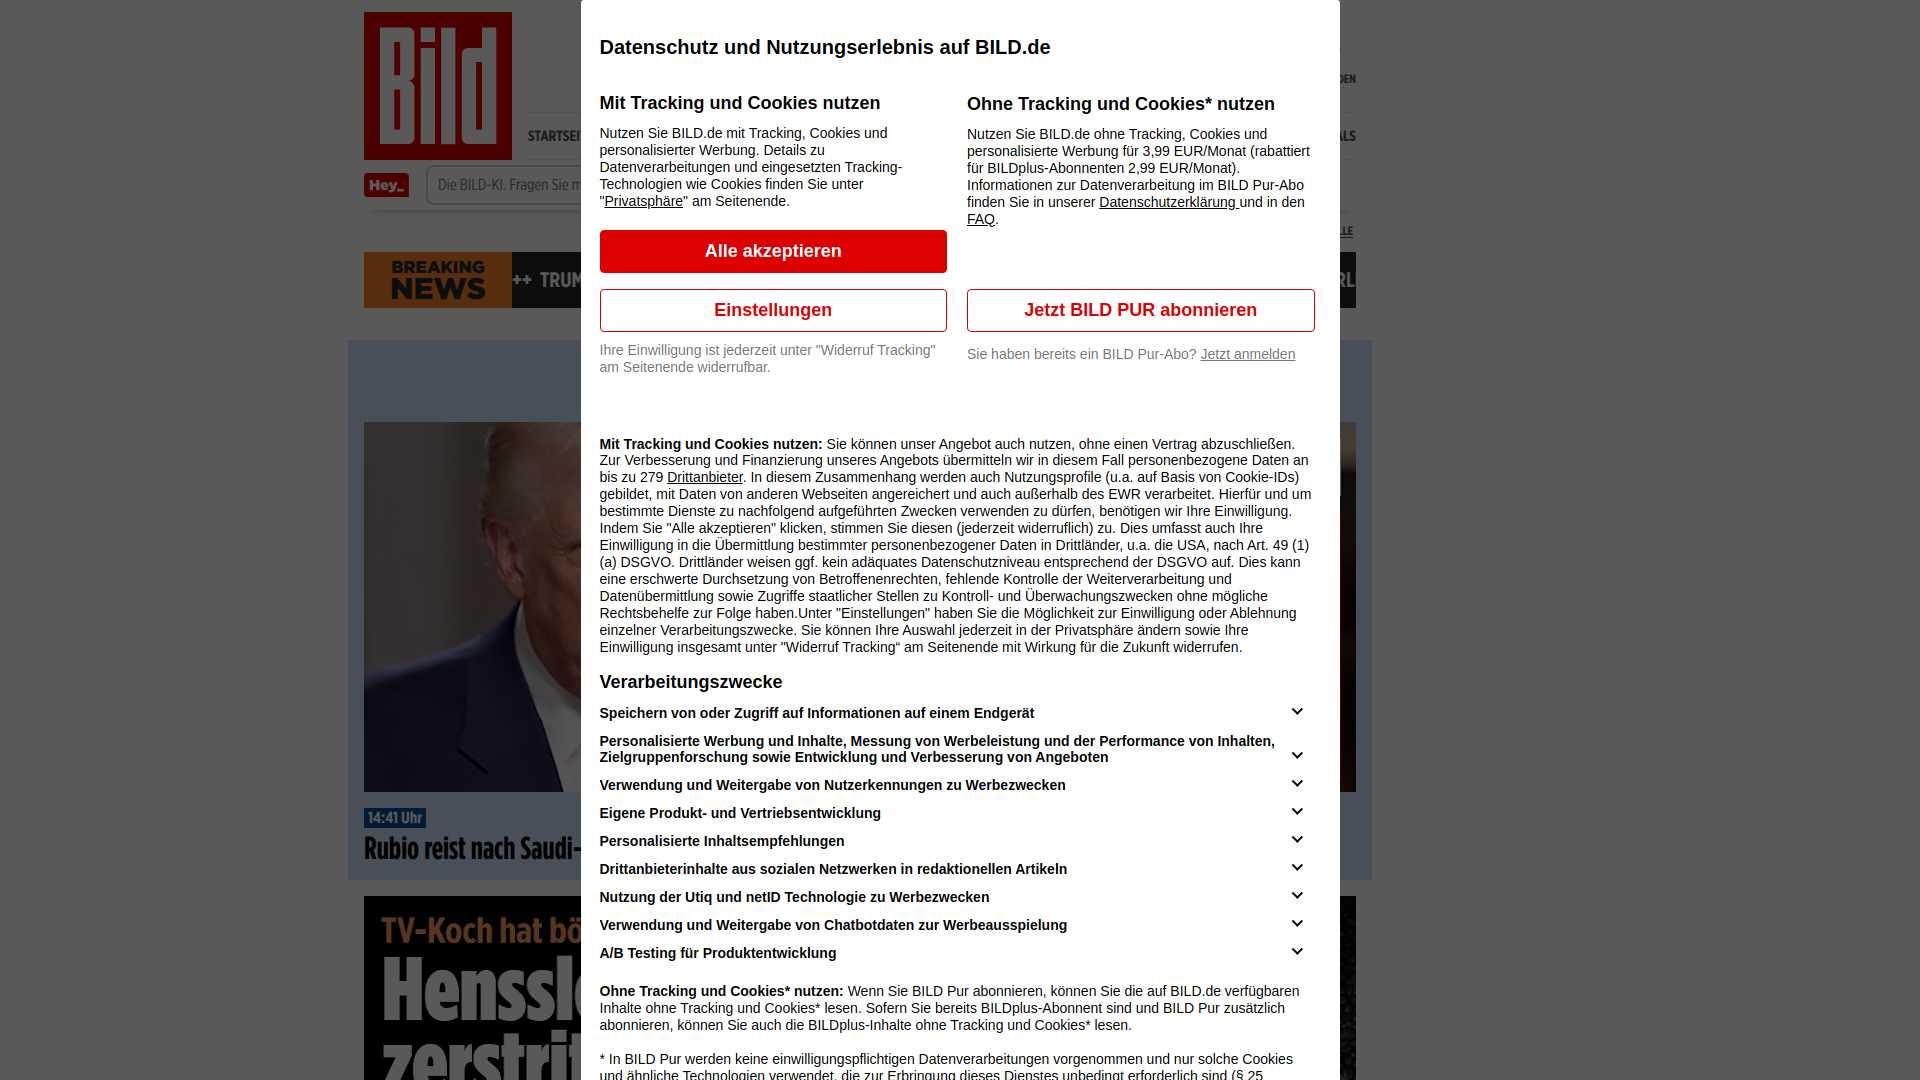 Bild
STARTSEI
DEN
ALS
Hey_
Die BILD-KI. Fragen Sie m
LLE
BREAKING
NEWS
++ TRUM
RL
14:41 Uhr
Rubio reist nach Saudi-
TV-Koch hat bö
Henssle
zerstrit
Datenschutz und Nutzungserlebnis auf BILD.de
Mit Tracking und Cookies nutzen
Nutzen Sie BILD.de mit Tracking, Cookies und
personalisierter Werbung. Details zu
Datenverarbeitungen und eingesetzten Tracking-
Technologien wie Cookies finden Sie unter
"Privatsphäre" am Seitenende.
Alle akzeptieren
Einstellungen
Ihre Einwilligung ist jederzeit unter "Widerruf Tracking"
am Seitenende widerrufbar.
Ohne Tracking und Cookies* nutzen
Nutzen Sie BILD.de ohne Tracking, Cookies und
personalisierte Werbung für 3,99 EUR/Monat (rabattiert
für BILDplus-Abonnenten 2,99 EUR/Monat).
Informationen zur Datenverarbeitung im BILD Pur-Abo
finden Sie in unserer Datenschutzerklärung und in den
FAQ.
Jetzt BILD PUR abonnieren
Sie haben bereits ein BILD Pur-Abo? Jetzt anmelden
Mit Tracking und Cookies nutzen: Sie können unser Angebot auch nutzen, ohne einen Vertrag abzuschließen.
Zur Verbesserung und Finanzierung unseres Angebots übermitteln wir in diesem Fall personenbezogene Daten an
bis zu 279 Drittanbieter. In diesem Zusammenhang werden auch Nutzungsprofile (u.a. auf Basis von Cookie-IDs)
gebildet, mit Daten von anderen Webseiten angereichert und auch außerhalb des EWR verarbeitet. Hierfür und um
bestimmte Dienste zu nachfolgend aufgeführten Zwecken verwenden zu dürfen, benötigen wir Ihre Einwilligung.
Indem Sie "Alle akzeptieren" klicken, stimmen Sie diesen (jederzeit widerruflich) zu. Dies umfasst auch Ihre
Einwilligung in die Übermittlung bestimmter personenbezogener Daten in Drittländer, u.a. die USA, nach Art. 49 (1)
(a) DSGVO. Drittländer weisen ggf. kein adäquates Datenschutzniveau entsprechend der DSGVO auf. Dies kann
eine erschwerte Durchsetzung von Betroffenenrechten, fehlende Kontrolle der Weiterverarbeitung und
Datenübermittlung sowie Zugriffe staatlicher Stellen zu Kontroll- und Überwachungszwecken ohne mögliche
Rechtsbehelfe zur Folge haben.Unter "Einstellungen" haben Sie die Möglichkeit zur Einwilligung oder Ablehnung
einzelner Verarbeitungszwecke. Sie können Ihre Auswahl jederzeit in der Privatsphäre ändern sowie Ihre
Einwilligung insgesamt unter "Widerruf Tracking“ am Seitenende mit Wirkung für die Zukunft widerrufen.
Verarbeitungszwecke
Speichern von oder Zugriff auf Informationen auf einem Endgerät
Personalisierte Werbung und Inhalte, Messung von Werbeleistung und der Performance von Inhalten,
Zielgruppenforschung sowie Entwicklung und Verbesserung von Angeboten
Verwendung und Weitergabe von Nutzerkennungen zu Werbezwecken
Eigene Produkt- und Vertriebsentwicklung
Personalisierte Inhaltsempfehlungen
Drittanbieterinhalte aus sozialen Netzwerken in redaktionellen Artikeln
Nutzung der Utiq und netID Technologie zu Werbezwecken
Verwendung und Weitergabe von Chatbotdaten zur Werbeausspielung
A/B Testing für Produktentwicklung
Ohne Tracking und Cookies* nutzen: Wenn Sie BILD Pur abonnieren, können Sie die auf BILD.de verfügbaren
Inhalte ohne Tracking und Cookies* lesen. Sofern Sie bereits BILDplus-Abonnent sind und BILD Pur zusätzlich
abonnieren, können Sie auch die BILDplus-Inhalte ohne Tracking und Cookies* lesen.
* In BILD Pur werden keine einwilligungspflichtigen Datenverarbeitungen vorgenommen und nur solche Cookies
und ähnliche Technologien verwendet, die zur Erbringung dieses Dienstes unbedingt erforderlich sind (§ 25